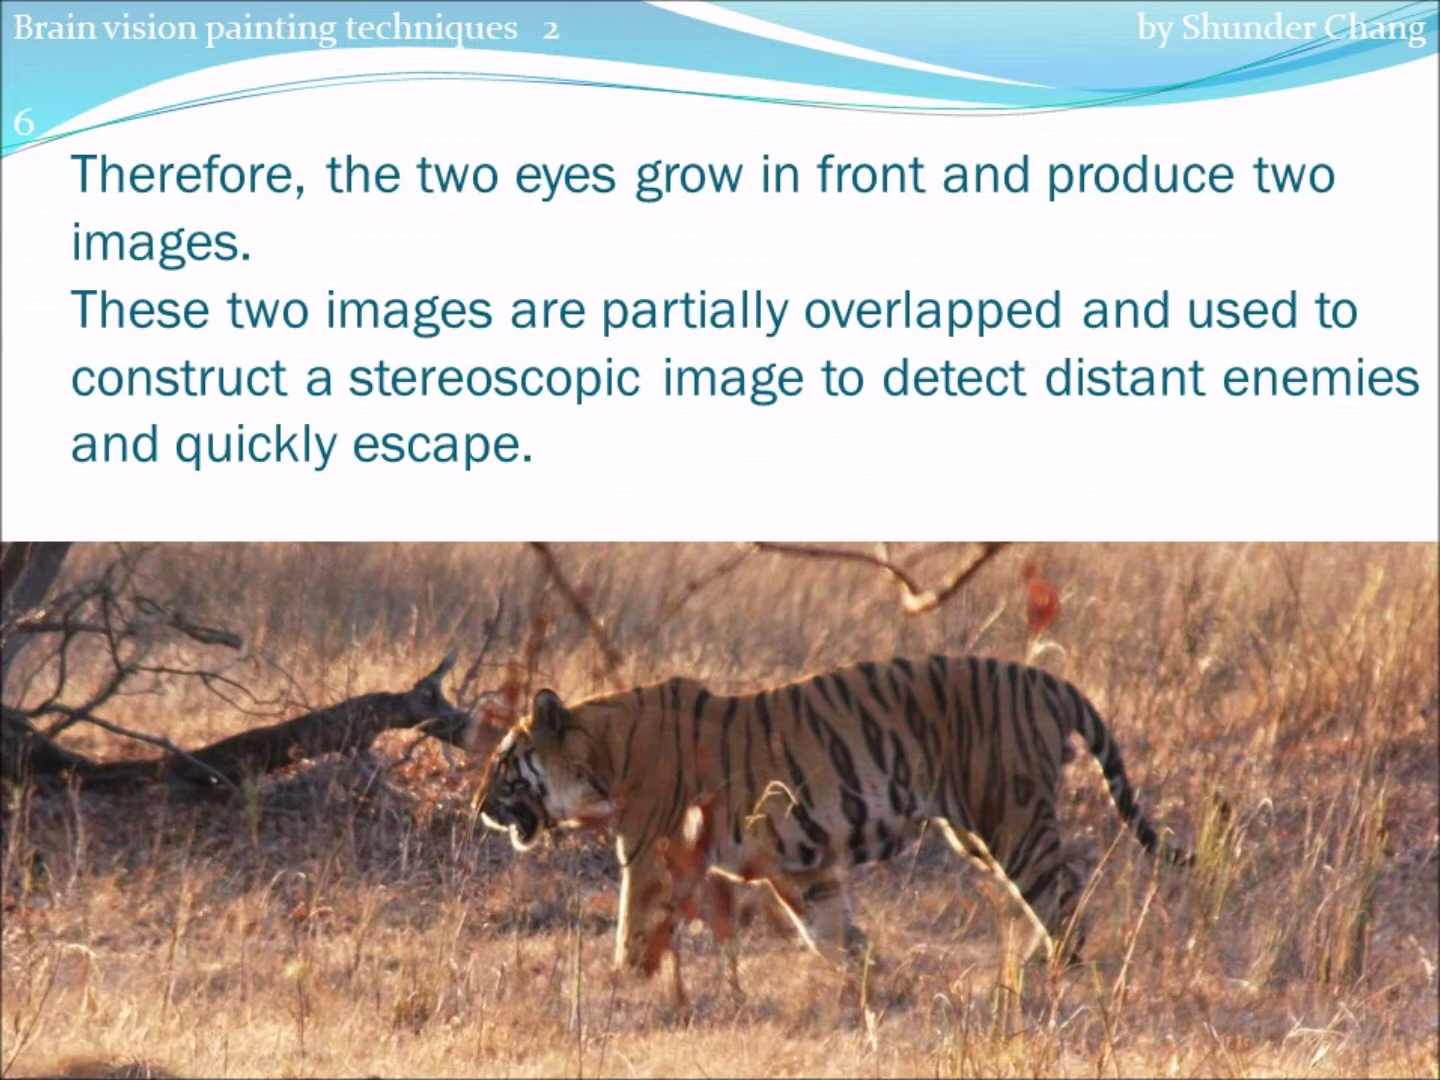 Brain vision painting techniques 2
by Shunder Chang
6
Therefore, the two eyes grow in front and produce two
images.
These two images are partially overlapped and used to
construct a stereoscopic image to detect distant enemies
and quickly escape.